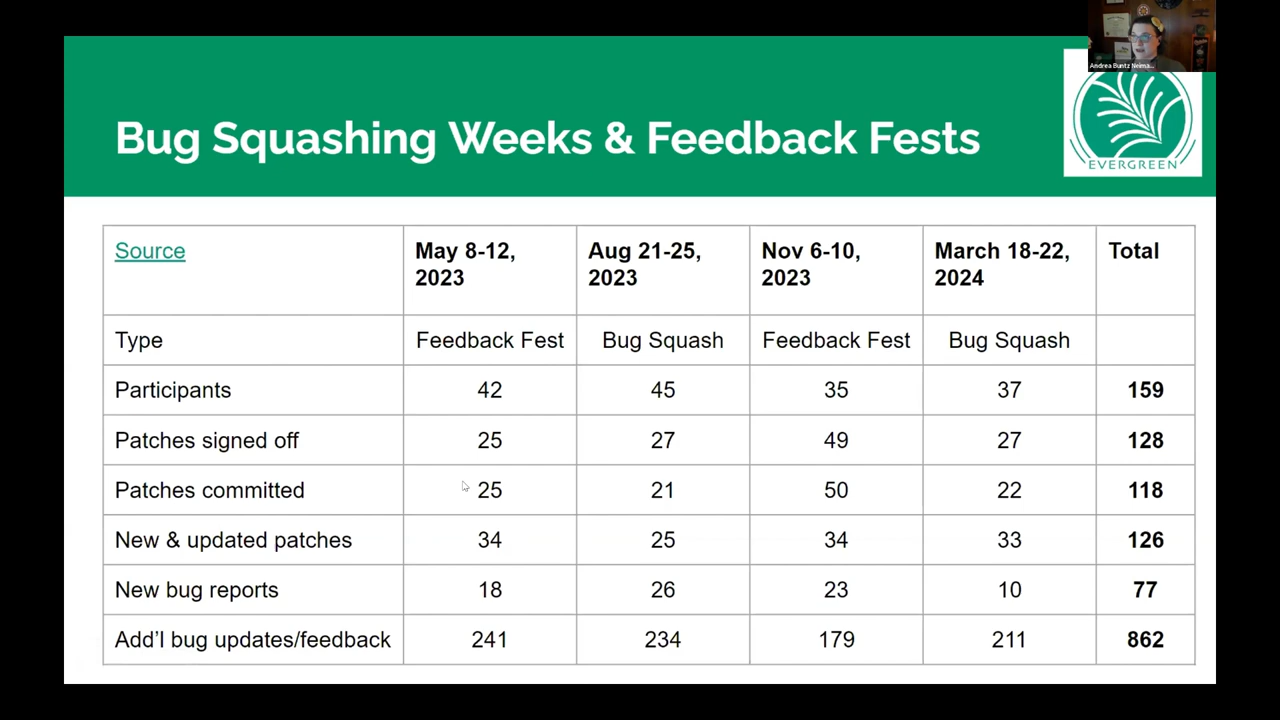 Andrea Buntz Neima...
Bug Squashing Weeks & Feedback Fests
EVERGREEN
Source May 8-12, 2023 Aug 21-25, 2023 Nov 6-10, 2023 March 18-22, 2024 Total
Type Feedback Fest Bug Squash Feedback Fest Bug Squash
Participants 42 45 35 37 159
Patches signed off 25 27 49 27 128
Patches committed 25 21 50 22 118
New & updated patches 34 25 34 33 126
New bug reports 18 26 23 10 77
Add'l bug updates/feedback 241 234 179 211 862